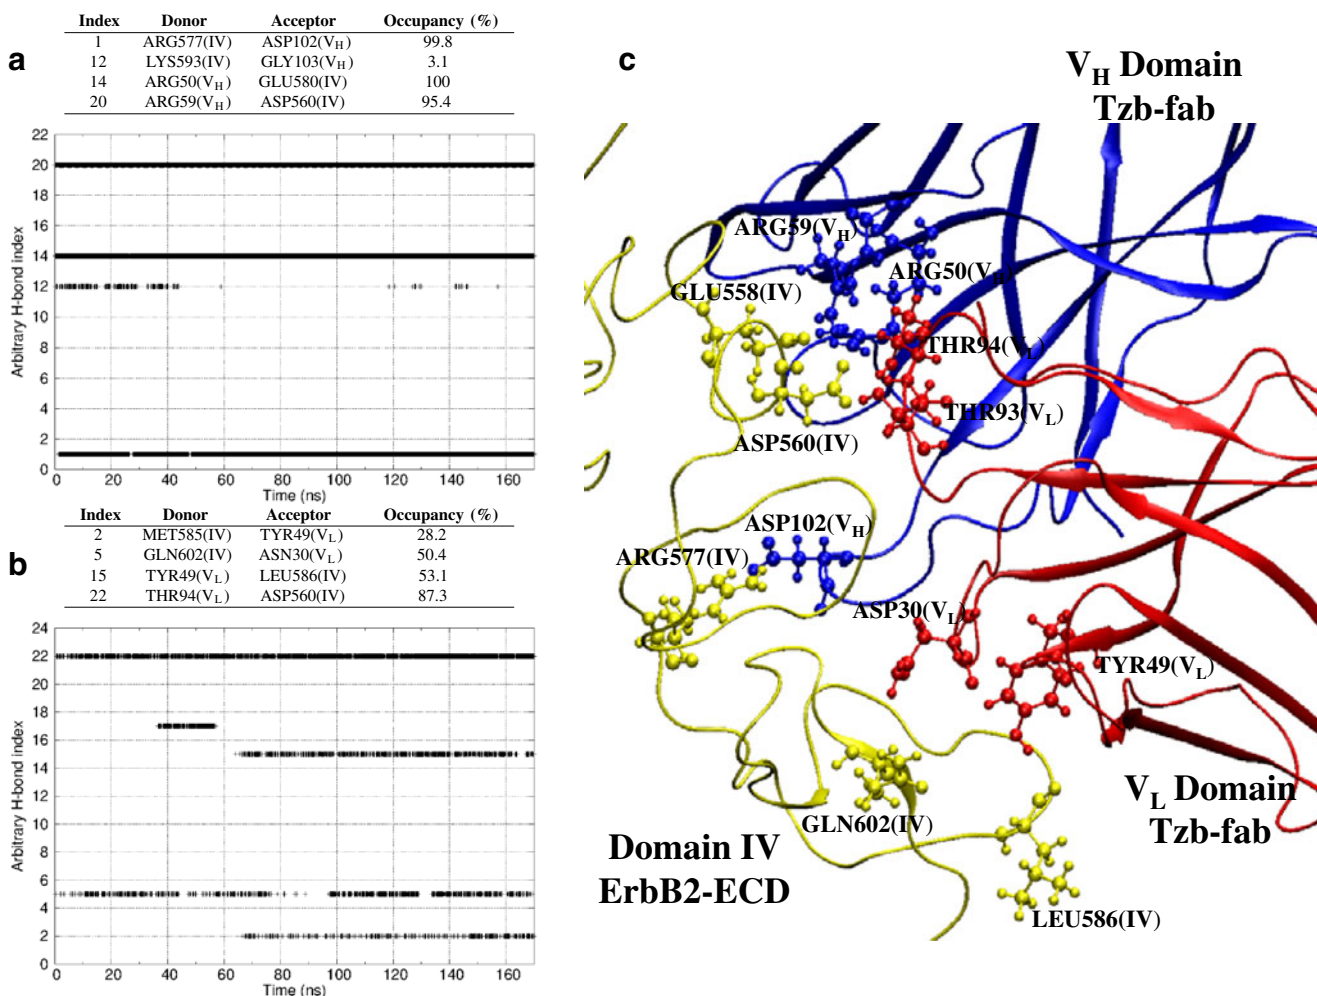 Index Donor Acceptor Occupancy (%)
a
1 ARG577(IV) ASP102(VH) 99.8
12 LYS593(IV) GLY103(VH) 3.1
14 ARG50(VH) GLU580(IV) 100
20 ARG59(VH) ASP560(IV) 95.4
22
20
18
16
14
12
10
8
6
4
2
0
Arbitrary H-bond index
0 20 40 60 80 100 120 140 160
Time (ns)
Index Donor Acceptor Occupancy (%)
b
2 MET585(IV) TYR49(VL) 28.2
5 GLN602(IV) ASN30(VL) 50.4
15 TYR49(VL) LEU586(IV) 53.1
22 THR94(VL) ASP560(IV) 87.3
24
22
20
18
16
14
12
10
8
6
4
2
0
Arbitrary H-bond index
0 20 40 60 80 100 120 140 160
Time (ns)
c
VH Domain
Tzb-fab
ARG59(VH)
ARG50(VH)
GLU558(IV)
THR94(VL)
THR93(VL)
ASP560(IV)
ASP102(VH)
ARG577(IV)
ASP30(VL)
TYR49(VL)
VL Domain
Tzb-fab
GLN602(IV)
Domain IV
ErbB2-ECD
LEU586(IV)